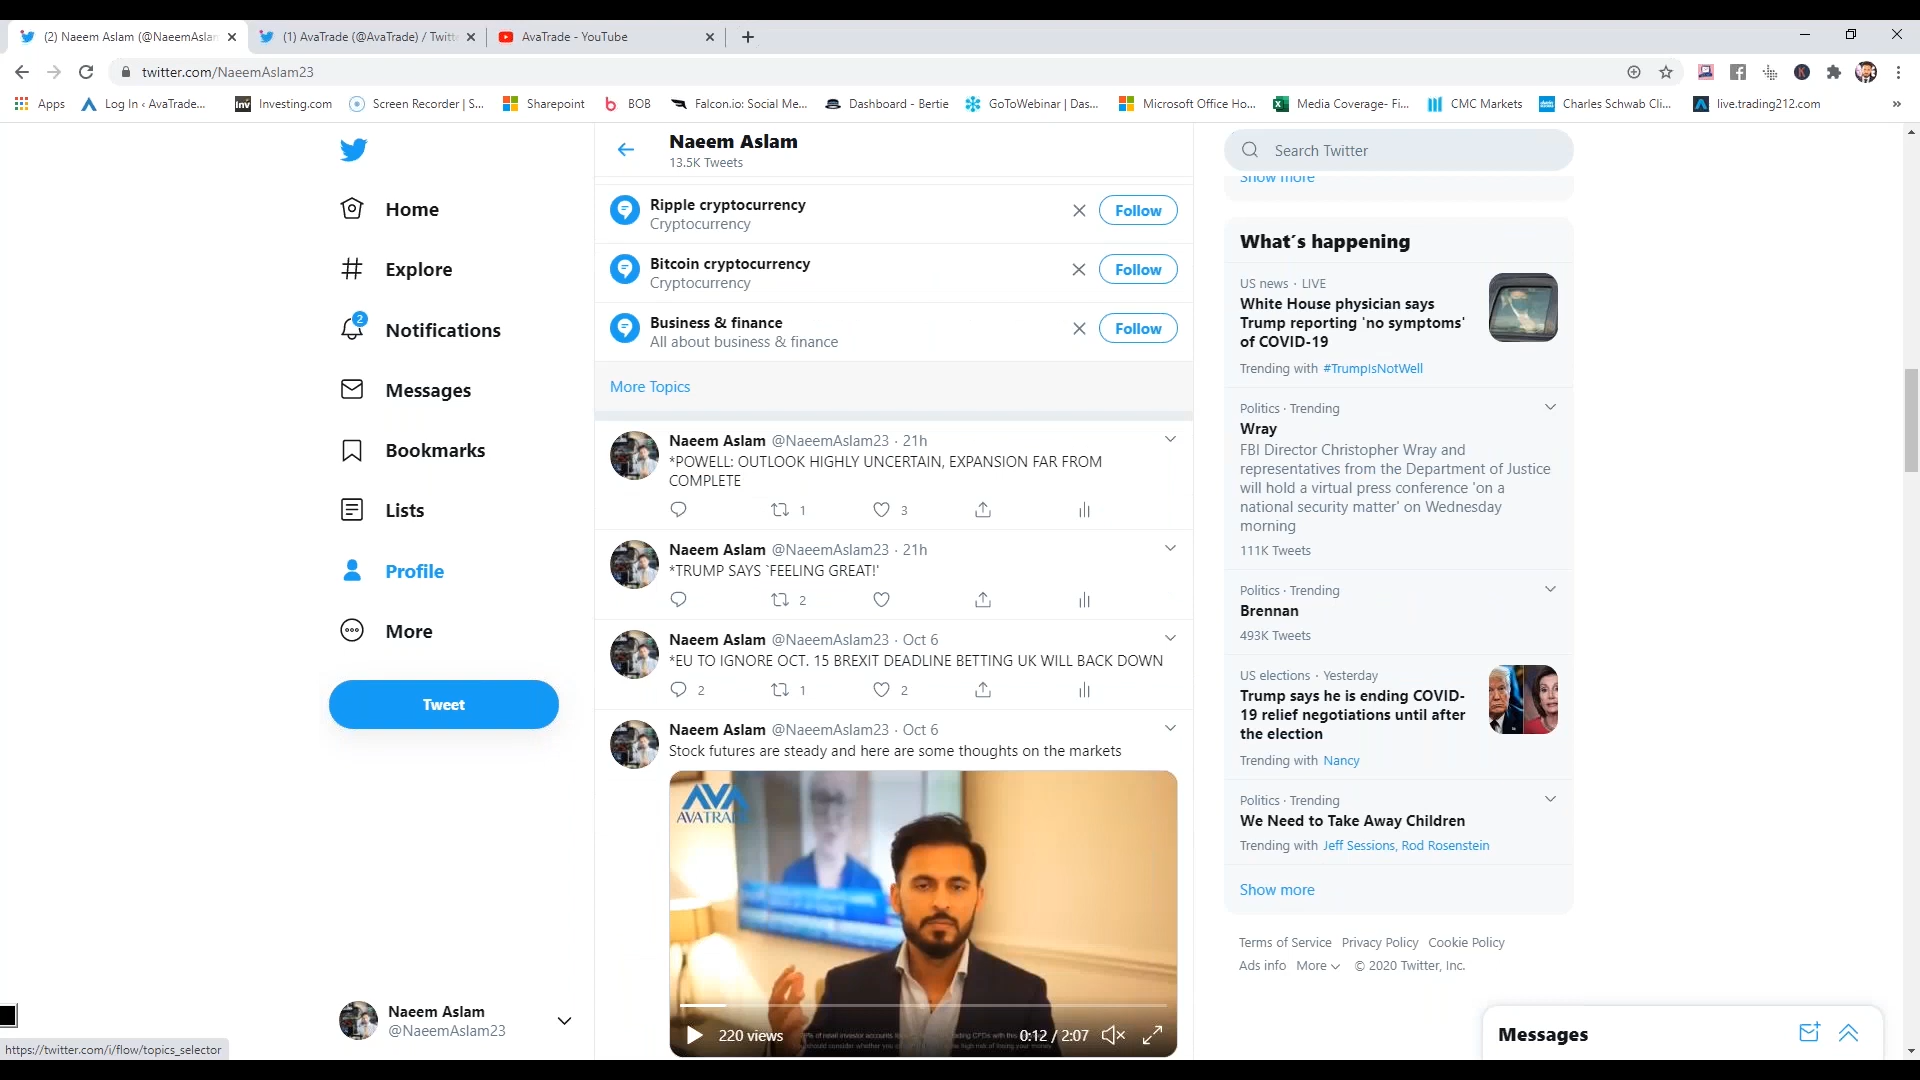 (2) Naeem Aslam (@NaeemAslam
(1) AvaTrade (@AvaTrade) / Twitt
AvaTrade - YouTube
twitter.com/NaeemAslam23
Apps
Log In ‹ AvaTrade...
Investing.com
Screen Recorder | S...
Sharepoint
BOB
Falcon.io: Social Me...
Dashboard - Bertie
GoToWebinar | Das...
Microsoft Office Ho...
Media Coverage- Fi...
CMC Markets
Charles Schwab Cli...
live.trading212.com
Home
Explore
2
Notifications
Messages
Bookmarks
Lists
Profile
More
Tweet
Naeem Aslam
@NaeemAslam23
https://twitter.com/i/flow/topics_selector
Naeem Aslam
13.5K Tweets
Ripple cryptocurrency
Cryptocurrency
Follow
Bitcoin cryptocurrency
Cryptocurrency
Follow
Business & finance
All about business & finance
Follow
More Topics
Naeem Aslam @NaeemAslam23 · 21h
*POWELL: OUTLOOK HIGHLY UNCERTAIN, EXPANSION FAR FROM
COMPLETE
1
3
Naeem Aslam @NaeemAslam23 · 21h
*TRUMP SAYS `FEELING GREAT!'
2
Naeem Aslam @NaeemAslam23 · Oct 6
*EU TO IGNORE OCT. 15 BREXIT DEADLINE BETTING UK WILL BACK DOWN
2
1
2
Naeem Aslam @NaeemAslam23 · Oct 6
Stock futures are steady and here are some thoughts on the markets
AVA
AVATRADE
220 views
0:12 / 2:07
Search Twitter
Show more
What´s happening
US news · LIVE
White House physician says
Trump reporting 'no symptoms'
of COVID-19
Trending with #TrumpIsNotWell
Politics · Trending
Wray
FBI Director Christopher Wray and
representatives from the Department of Justice
will hold a virtual press conference 'on a
national security matter' on Wednesday
morning
111K Tweets
Politics · Trending
Brennan
493K Tweets
US elections · Yesterday
Trump says he is ending COVID-
19 relief negotiations until after
the election
Trending with Nancy
Politics · Trending
We Need to Take Away Children
Trending with Jeff Sessions, Rod Rosenstein
Show more
Terms of Service Privacy Policy Cookie Policy
Ads info More © 2020 Twitter, Inc.
Messages